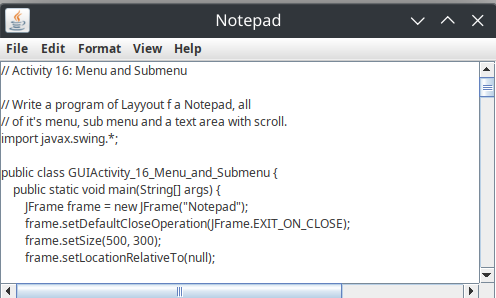 Notepad
File Edit Format View Help
// Activity 16: Menu and Submenu

// Write a program of Layyout f a Notepad, all
// of it's menu, sub menu and a text area with scroll.
import javax.swing.*;

public class GUIActivity_16_Menu_and_Submenu {
    public static void main(String[] args) {
        JFrame frame = new JFrame("Notepad");
        frame.setDefaultCloseOperation(JFrame.EXIT_ON_CLOSE);
        frame.setSize(500, 300);
        frame.setLocationRelativeTo(null);